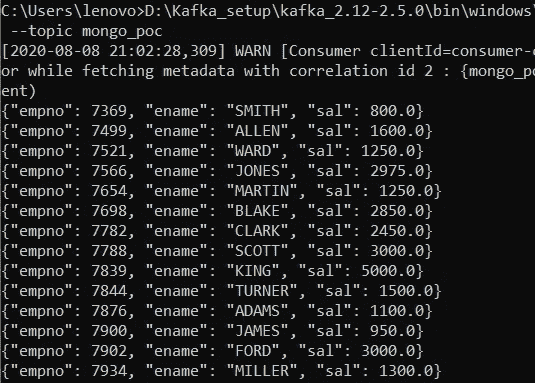 C:\Users\lenovo>D:\Kafka_setup\kafka_2.12-2.5.0\bin\windows\
--topic mongo_poc
[2020-08-08 21:02:28,309] WARN [Consumer clientId=consumer-c
or while fetching metadata with correlation id 2 : {mongo_po
ent)
{"empno": 7369, "ename": "SMITH", "sal": 800.0}
{"empno": 7499, "ename": "ALLEN", "sal": 1600.0}
{"empno": 7521, "ename": "WARD", "sal": 1250.0}
{"empno": 7566, "ename": "JONES", "sal": 2975.0}
{"empno": 7654, "ename": "MARTIN", "sal": 1250.0}
{"empno": 7698, "ename": "BLAKE", "sal": 2850.0}
{"empno": 7782, "ename": "CLARK", "sal": 2450.0}
{"empno": 7788, "ename": "SCOTT", "sal": 3000.0}
{"empno": 7839, "ename": "KING", "sal": 5000.0}
{"empno": 7844, "ename": "TURNER", "sal": 1500.0}
{"empno": 7876, "ename": "ADAMS", "sal": 1100.0}
{"empno": 7900, "ename": "JAMES", "sal": 950.0}
{"empno": 7902, "ename": "FORD", "sal": 3000.0}
{"empno": 7934, "ename": "MILLER", "sal": 1300.0}